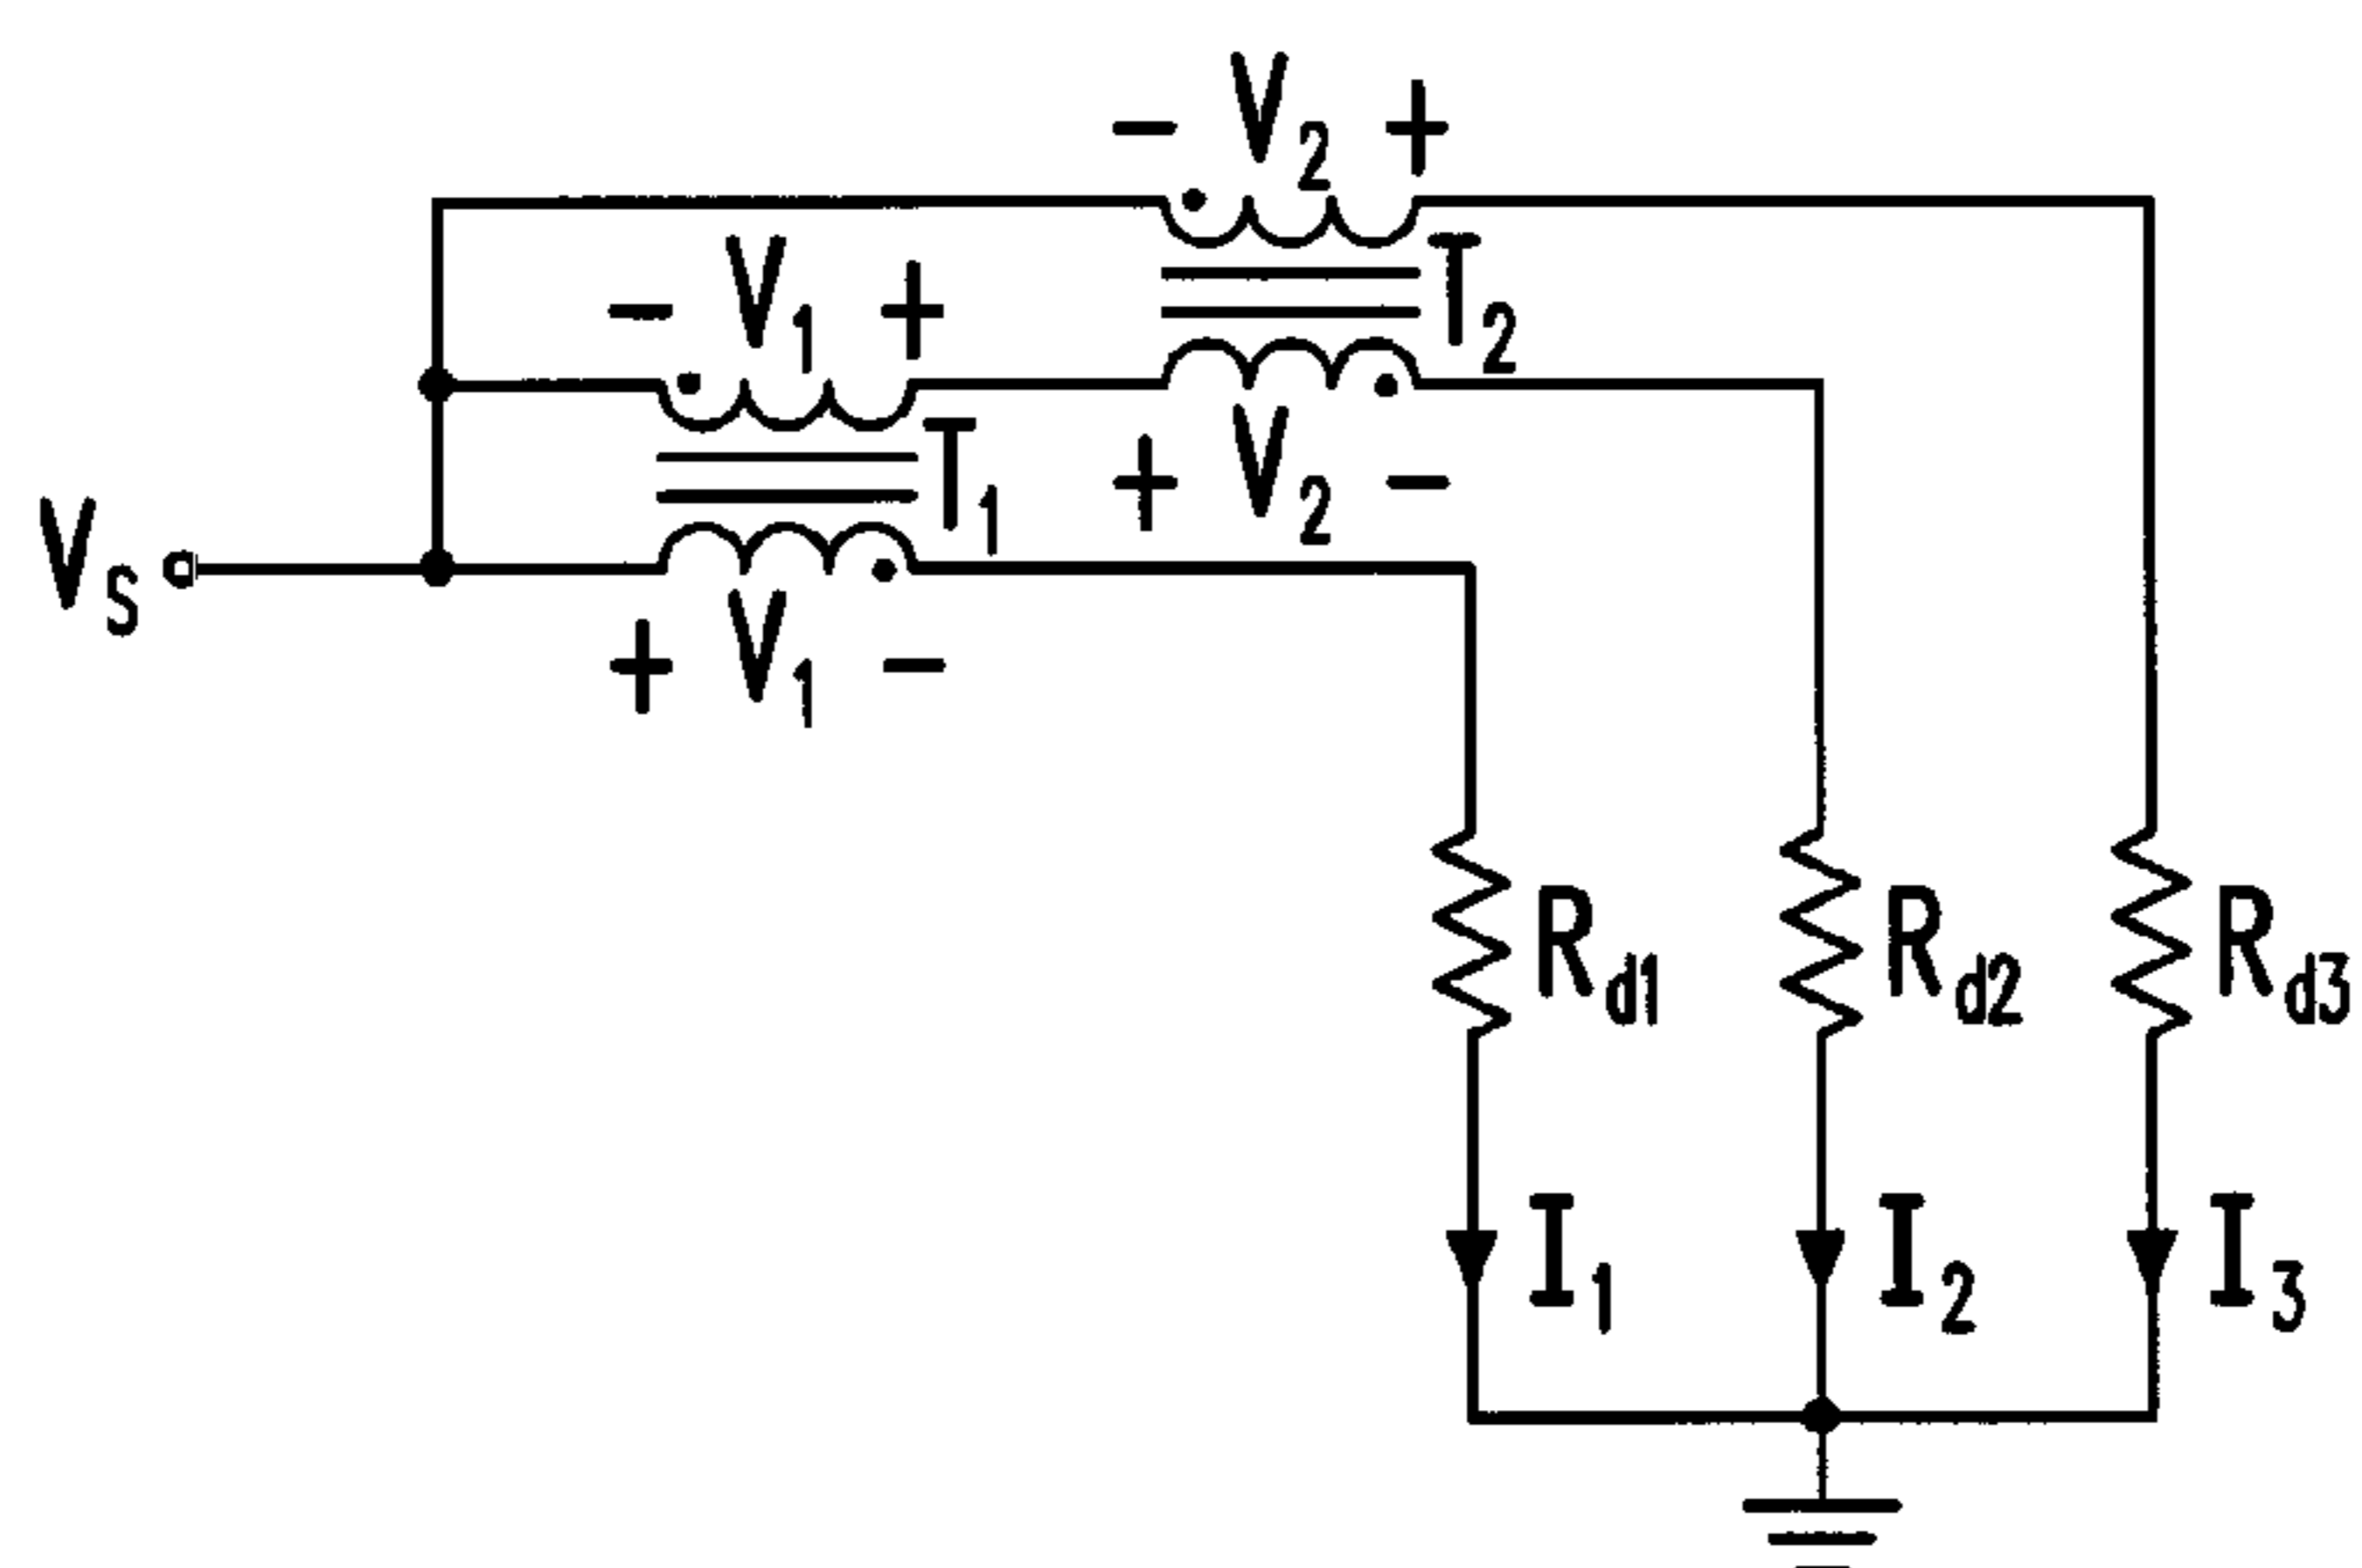 - V2 +
T2
- V1 +
+ V2 -
T1
VS
+ V1 -
Rd1 Rd2 Rd3
I1 I2 I3